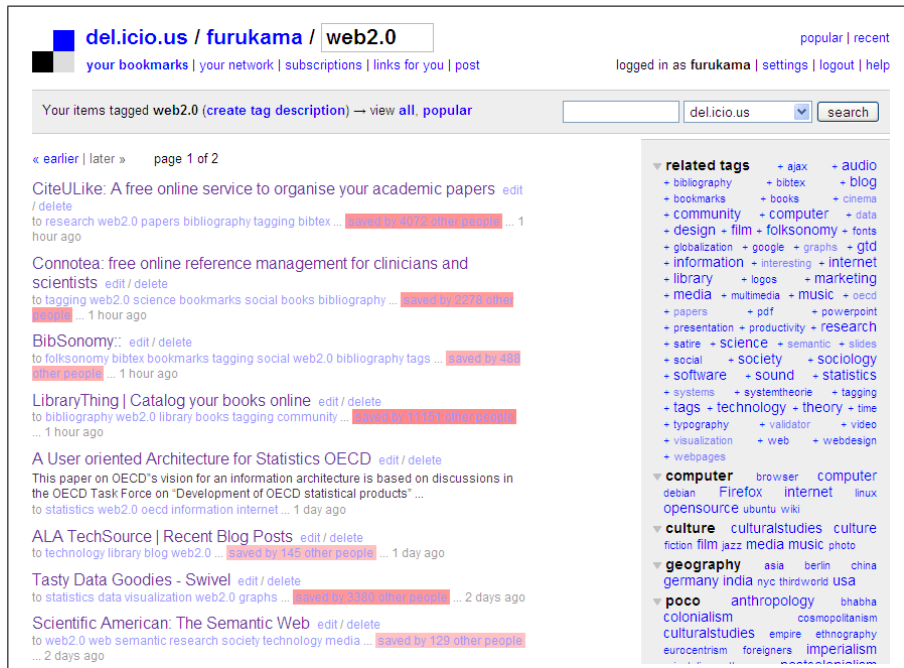 del.icio.us / furukama / web2.0
popular | recent
your bookmarks | your network | subscriptions | links for you | post
logged in as furukama | settings | logout | help
Your items tagged web2.0 (create tag description) → view all, popular
del.icio.us
search
« earlier | later » page 1 of 2
CiteULike: A free online service to organise your academic papers edit
/ delete
to research web2.0 papers bibliography tagging bibtex ... saved by 4072 other people ... 1
hour ago
Connotea: free online reference management for clinicians and
scientists edit / delete
to tagging web2.0 science bookmarks social books bibliography ... saved by 2278 other
people ... 1 hour ago
BibSonomy:: edit / delete
to folksonomy bibtex bookmarks tagging social web2.0 bibliography tags ... saved by 488
other people ... 1 hour ago
LibraryThing | Catalog your books online edit / delete
to bibliography web2.0 library books tagging community ... saved by 11151 other people
... 1 hour ago
A User oriented Architecture for Statistics OECD edit / delete
This paper on OECD"s vision for an information architecture is based on discussions in
the OECD Task Force on “Development of OECD statistical products” ...
to statistics web2.0 oecd information internet ... 1 day ago
ALA TechSource | Recent Blog Posts edit / delete
to technology library blog web2.0 ... saved by 145 other people ... 1 day ago
Tasty Data Goodies - Swivel edit / delete
to statistics data visualization web2.0 graphs ... saved by 3380 other people ... 2 days ago
Scientific American: The Semantic Web edit / delete
to web2.0 web semantic research society technology media ... saved by 129 other people
... 2 days ago
related tags + ajax + audio
+ bibliography + bibtex + blog
+ bookmarks + books + cinema
+ community + computer + data
+ design + film + folksonomy + fonts
+ globalization + google + graphs + gtd
+ information + interesting + internet
+ library + logos + marketing
+ media + multimedia + music + oecd
+ papers + pdf + powerpoint
+ presentation + productivity + research
+ satire + science + semantic + slides
+ social + society + sociology
+ software + sound + statistics
+ systems + systemtheorie + tagging
+ tags + technology + theory + time
+ typography + validator + video
+ visualization + web + webdesign
+ webpages
computer browser computer
debian Firefox internet linux
opensource ubuntu wiki
culture culturalstudies culture
fiction film jazz media music photo
geography asia berlin china
germany india nyc thirdworld usa
poco anthropology bhabha
colonialism cosmopolitanism
culturalstudies empire ethnography
eurocentrism foreigners imperialism